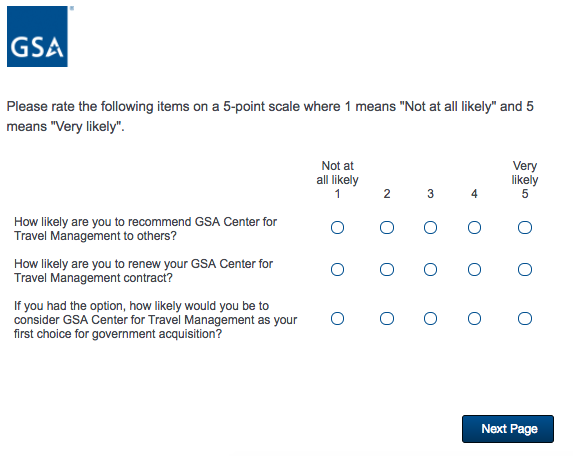 GSA
Please rate the following items on a 5-point scale where 1 means "Not at all likely" and 5
means "Very likely".
Not at
all likely
1
2
3
4
Very
likely
5
How likely are you to recommend GSA Center for
Travel Management to others?
How likely are you to renew your GSA Center for
Travel Management contract?
If you had the option, how likely would you be to
consider GSA Center for Travel Management as your
first choice for government acquisition?
Next Page